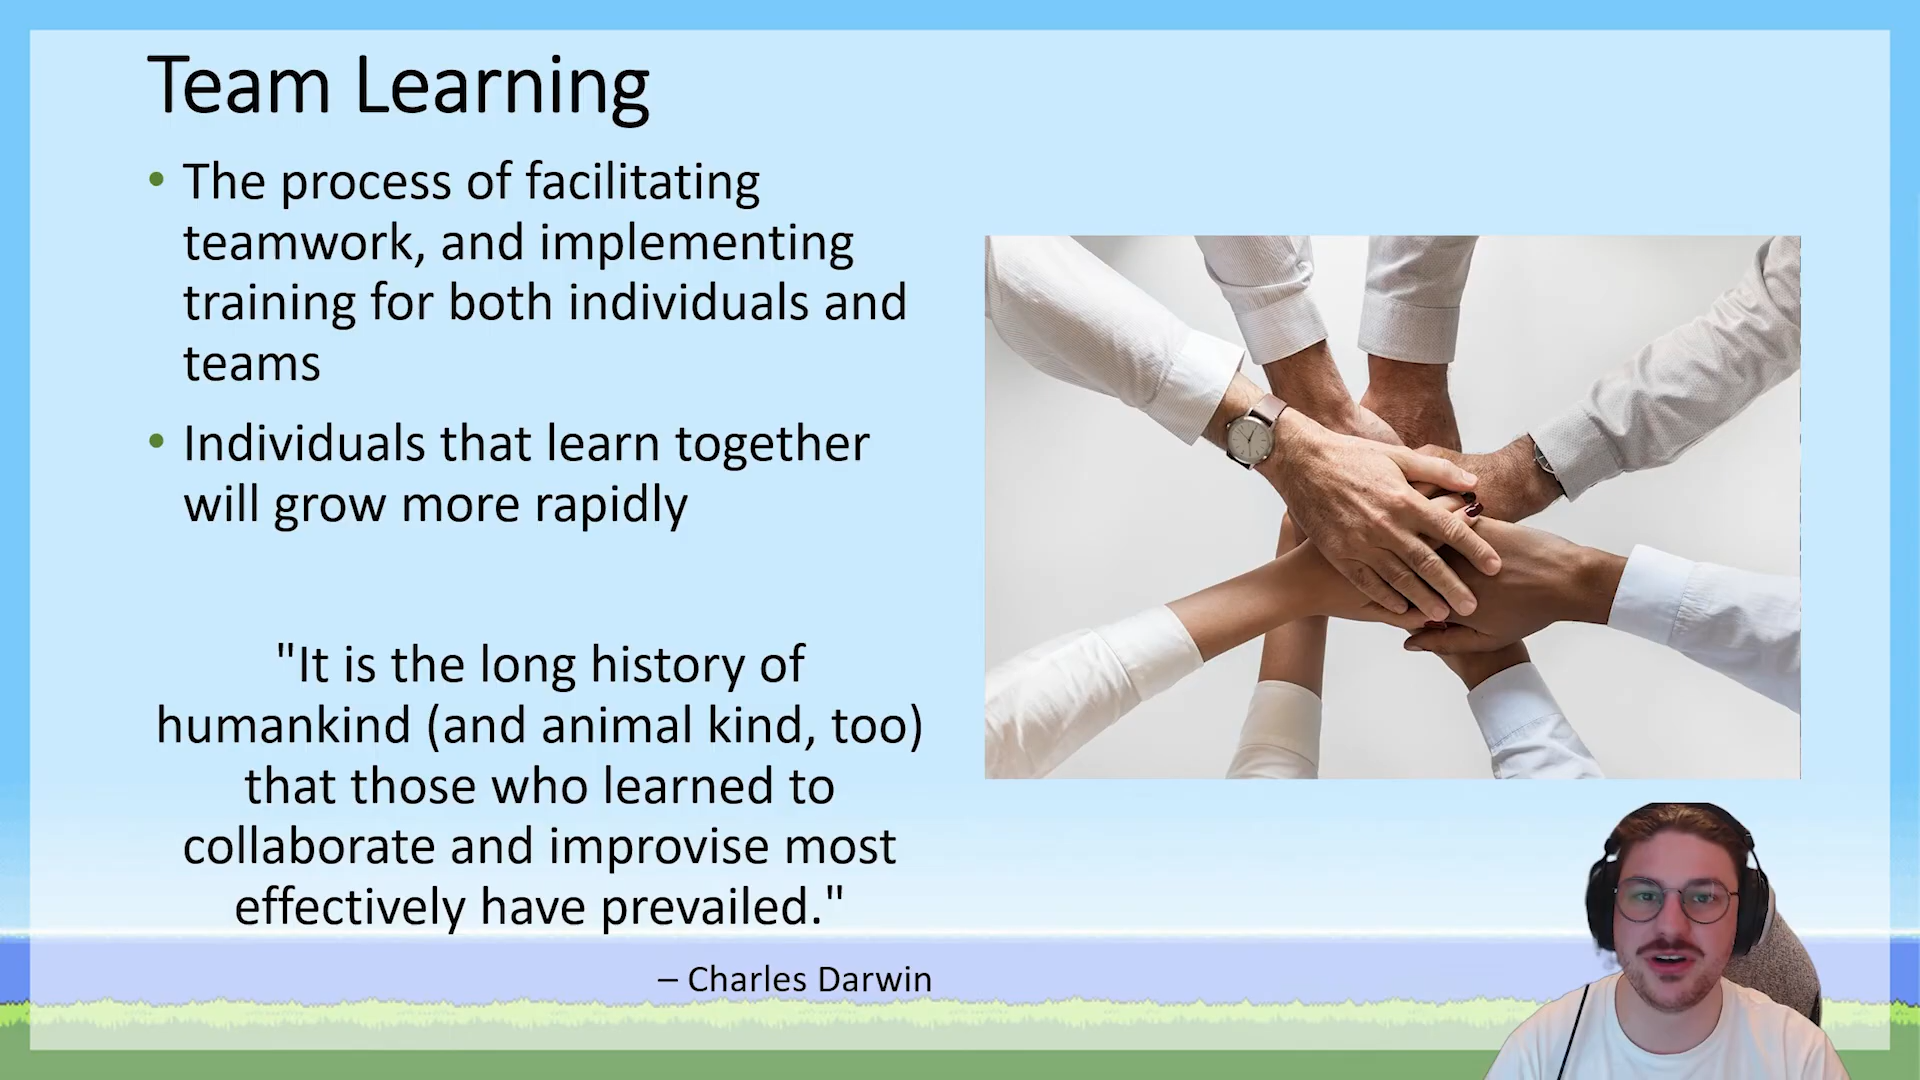 Team Learning
• The process of facilitating
teamwork, and implementing
training for both individuals and
teams
• Individuals that learn together
will grow more rapidly
"It is the long history of
humankind (and animal kind, too)
that those who learned to
collaborate and improvise most
effectively have prevailed."
– Charles Darwin